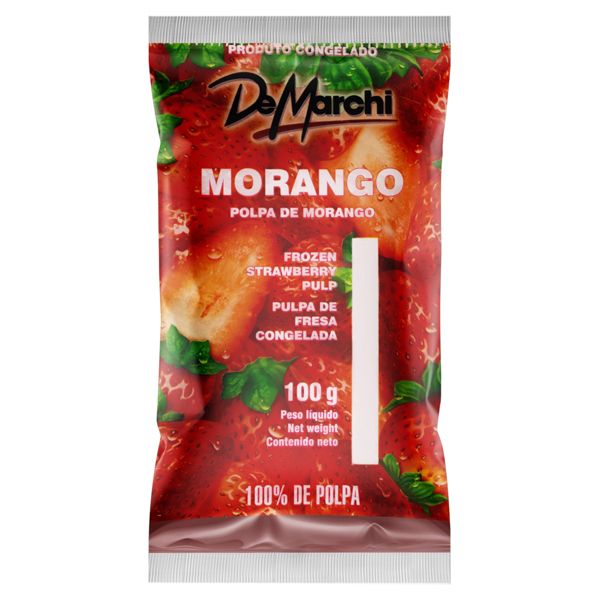 PRODUTO CONGELADO
DeMarchi
MORANGO
POLPA DE MORANGO
FROZEN
STRAWBERRY
PULP
PULPA DE
FRESA
CONGELADA
100 g
Peso líquido
Net weight
Contenido neto
100% DE POLPA